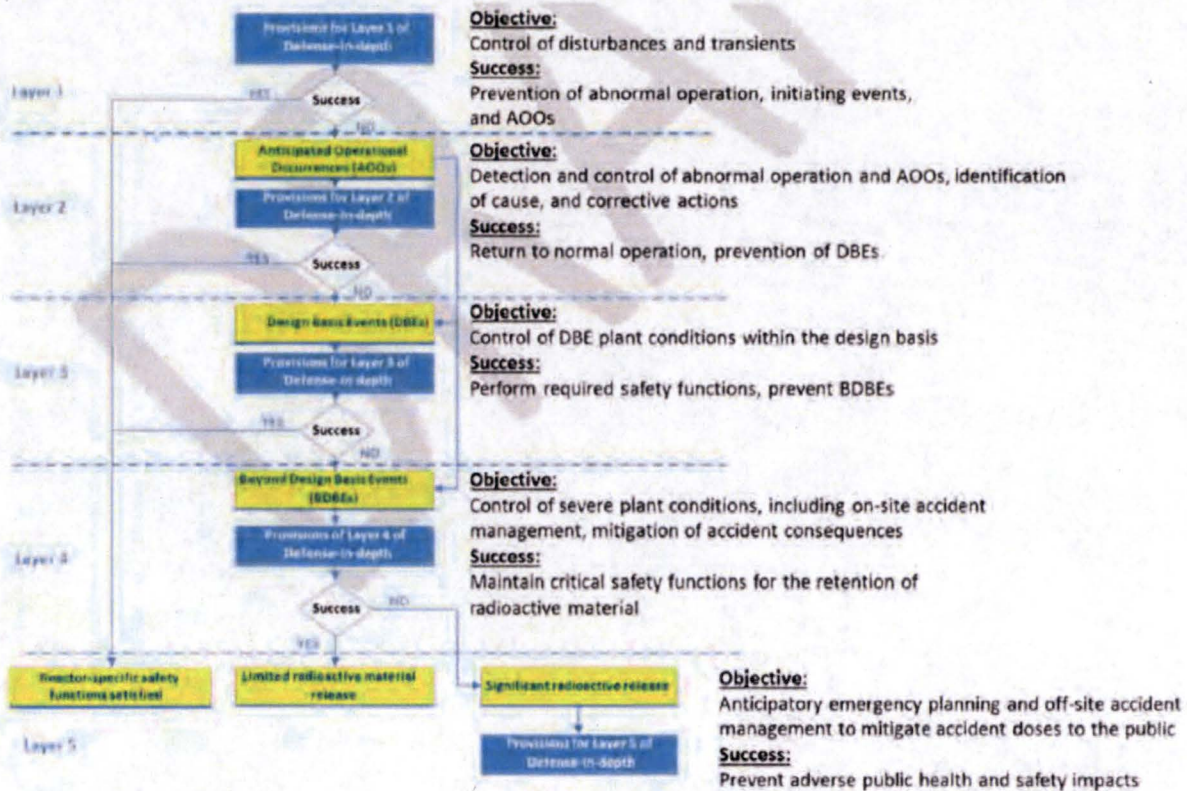 Provisions for Layer 1 of
Defense-in-depth
Objective:
Control of disturbances and transients
Success:
Prevention of abnormal operation, initiating events,
and AOOs
Layer 1
YES
Success
NO
Anticipated Operational
Occurrences (AOOs)
Objective:
Detection and control of abnormal operation and AOOs, identification
of cause, and corrective actions
Success:
Return to normal operation, prevention of DBEs
Layer 2
Provisions for Layer 2 of
Defense-in-depth
YES
Success
NO
Design Basis Events (DBEs)
Objective:
Control of DBE plant conditions within the design basis
Success:
Perform required safety functions, prevent BDBEs
Layer 3
Provisions for Layer 3 of
Defense-in depth
YES
Success
NO
Beyond Design Basis Events
(BDBEs)
Objective:
Control of severe plant conditions, including on-site accident
management, mitigation of accident consequences
Success:
Maintain critical safety functions for the retention of
radioactive material
Layer 4
Provisions of Layer 4 of
Defense-in-depth
Success
NO
YES
Reactor-specific safety
functions satisfied
Limited radioactive material
release
Significant radioactive release
Objective:
Anticipatory emergency planning and off-site accident
management to mitigate accident doses to the public
Success:
Prevent adverse public health and safety impacts
Layer 5
Provisions for Layer 5 of
Defense-in-depth
DRAFT